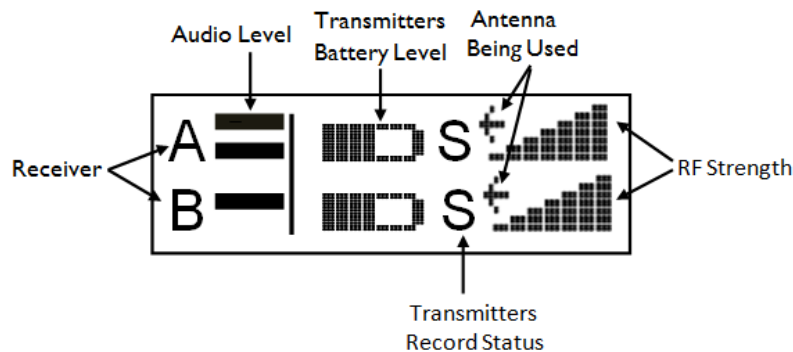 Audio Level
Transmitters
Battery Level
Antenna
Being Used
Receiver
A
S
B
S
RF Strength
Transmitters
Record Status